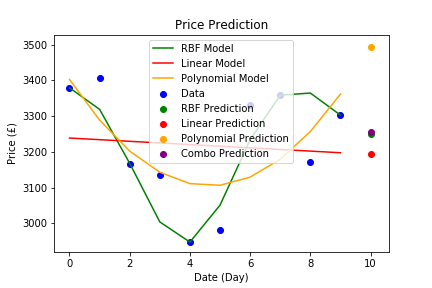 Price Prediction
3500
3400
3300
3200
3100
3000
Price (£)
RBF Model
Linear Model
Polynomial Model
Data
RBF Prediction
Linear Prediction
Polynomial Prediction
Combo Prediction
0 2 4 6 8 10
Date (Day)